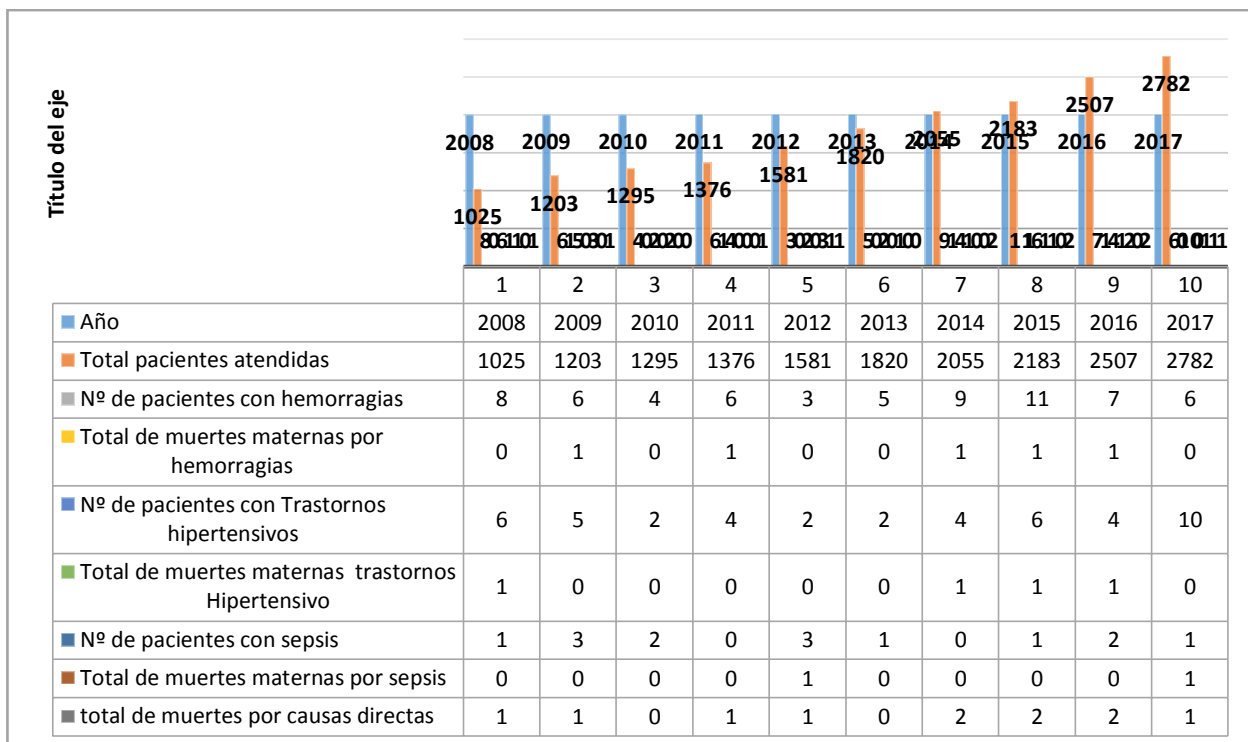 Título del eje
2008 2009 2010 2011 2012 2013 2014 2015 2016 2017
1025 1203 1295 1376 1581 1820 2055 2183 2507 2782
1 2 3 4 5 6 7 8 9 10
Año 2008 2009 2010 2011 2012 2013 2014 2015 2016 2017
Total pacientes atendidas 1025 1203 1295 1376 1581 1820 2055 2183 2507 2782
Nº de pacientes con hemorragias 8 6 4 6 3 5 9 11 7 6
Total de muertes maternas por
hemorragias 0 1 0 1 0 0 1 1 1 0
Nº de pacientes con Trastornos
hipertensivos 6 5 2 4 2 2 4 6 4 10
Total de muertes maternas trastornos
Hipertensivo 1 0 0 0 0 0 1 1 1 0
Nº de pacientes con sepsis 1 3 2 0 3 1 0 1 2 1
Total de muertes maternas por sepsis 0 0 0 0 1 0 0 0 0 1
total de muertes por causas directas 1 1 0 1 1 0 2 2 2 1